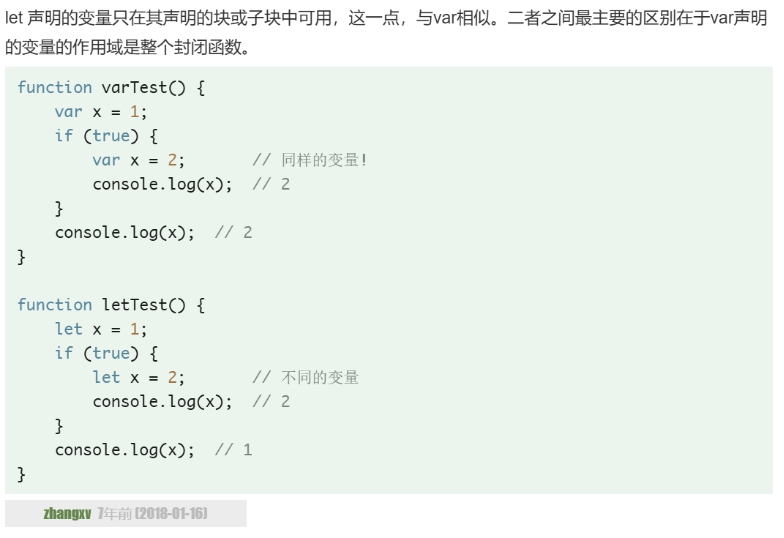 let 声明的变量只在其声明的块或子块中可用，这一点，与var相似。二者之间最主要的区别在于var声明
的变量的作用域是整个封闭函数。
function varTest() {
    var x = 1;
    if (true) {
        var x = 2;       // 同样的变量!
        console.log(x);  // 2
    }
    console.log(x);  // 2
}

function letTest() {
    let x = 1;
    if (true) {
        let x = 2;       // 不同的变量
        console.log(x);  // 2
    }
    console.log(x);  // 1
}
zhangxv 7年前 (2018-01-16)